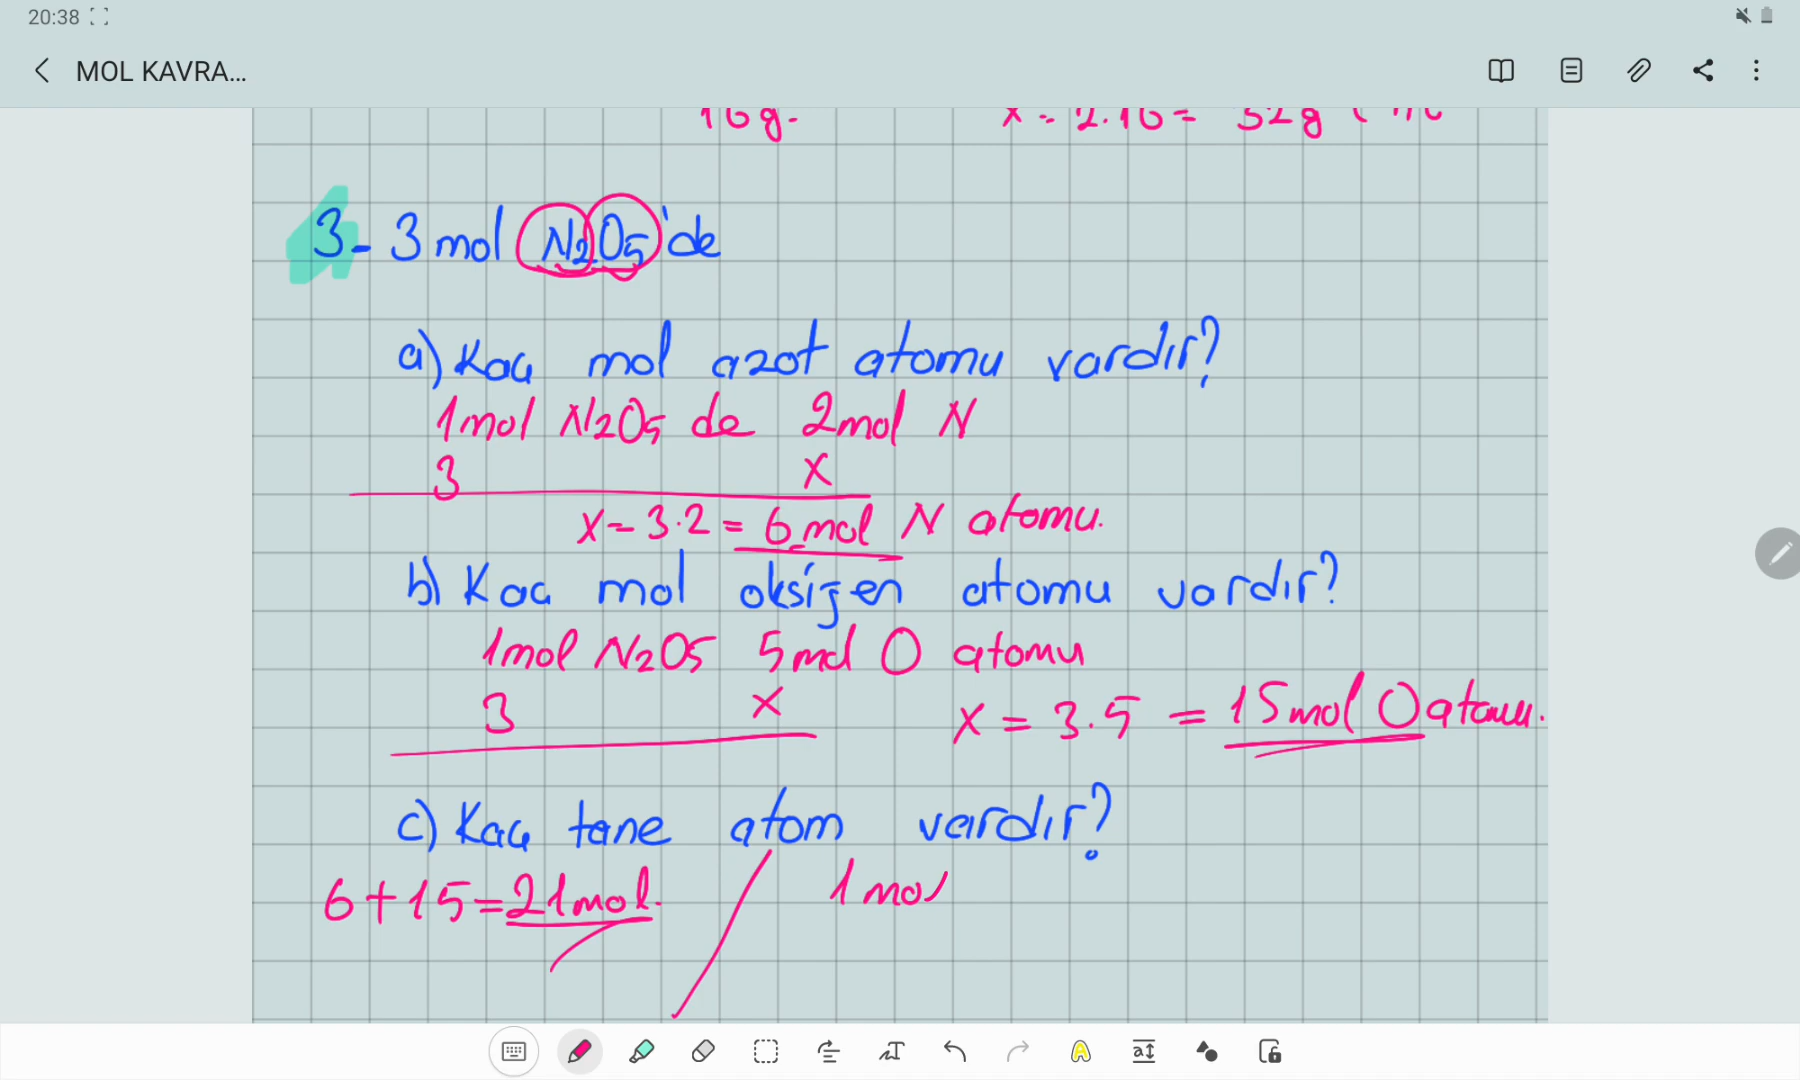 20:38
MOL KAVRA...
16g. x = 2.16 = 32g
3- 3 mol N2O5'de
a) Kaç mol azot atomu vardır?
1mol N2O5 de 2mol N
3 x
x = 3.2 = 6 mol N atomu.
b) Kaç mol oksijen atomu vardır?
1mol N2O5 5mol O atomu
3 x x = 3.5 = 15 mol O atomu.
c) Kaç tane atom vardır?
6+15=21mol. 1 mol